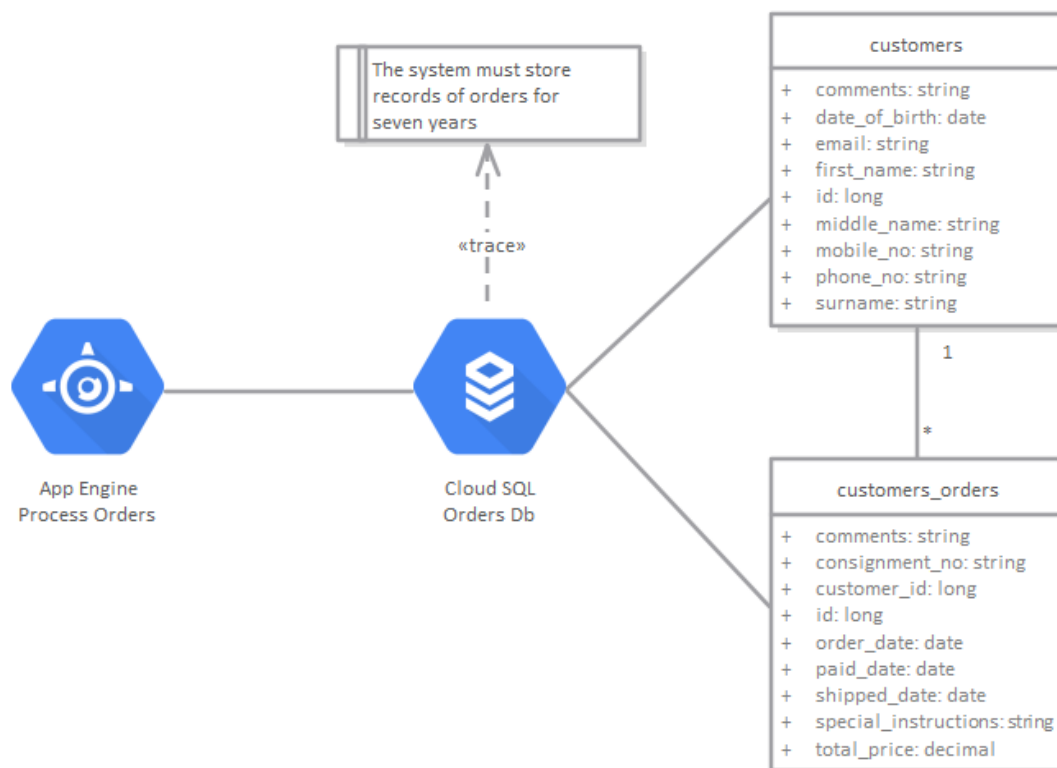 The system must store
records of orders for
seven years
«trace»
App Engine
Process Orders
Cloud SQL
Orders Db
customers
+ comments: string
+ date_of_birth: date
+ email: string
+ first_name: string
+ id: long
+ middle_name: string
+ mobile_no: string
+ phone_no: string
+ surname: string
1
*
customers_orders
+ comments: string
+ consignment_no: string
+ customer_id: long
+ id: long
+ order_date: date
+ paid_date: date
+ shipped_date: date
+ special_instructions: string
+ total_price: decimal